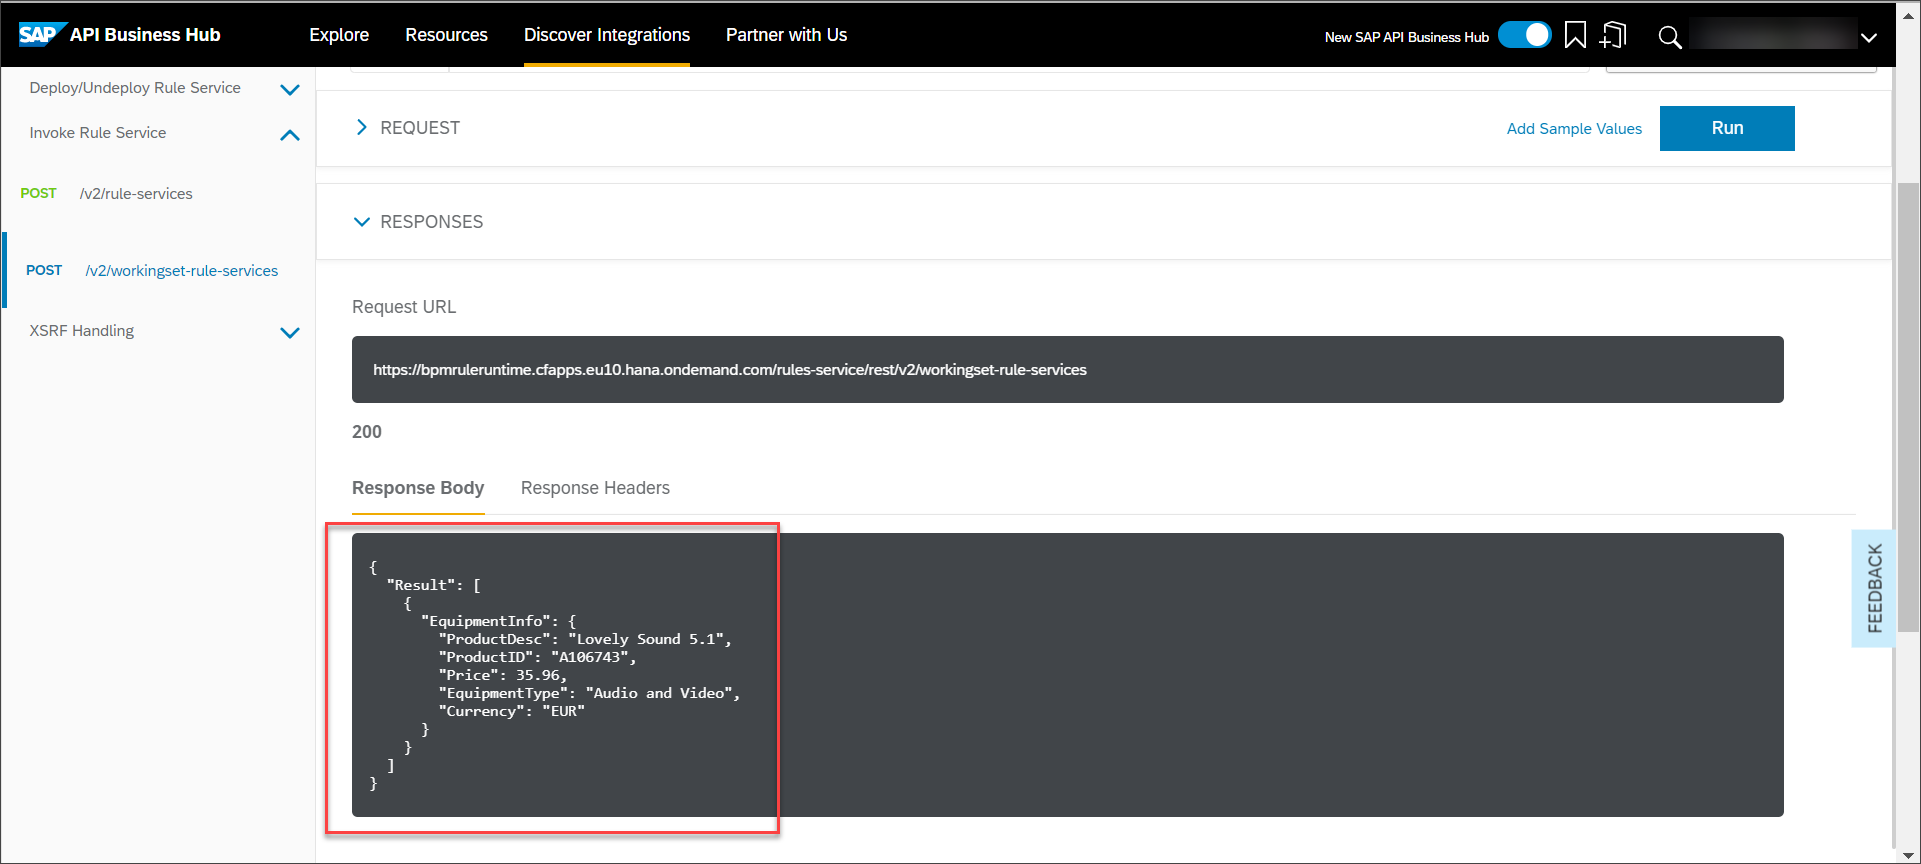 SAP API Business Hub
Explore
Resources
Discover Integrations
Partner with Us
New SAP API Business Hub
Deploy/Undeploy Rule Service
Invoke Rule Service
POST /v2/rule-services
POST /v2/workingset-rule-services
XSRF Handling
REQUEST
Add Sample Values
Run
RESPONSES
Request URL
https://bpmruleruntime.cfapps.eu10.hana.ondemand.com/rules-service/rest/v2/workingset-rule-services
200
Response Body
Response Headers
{
"Result": [
{
"EquipmentInfo": {
"ProductDesc": "Lovely Sound 5.1",
"ProductID": "A106743",
"Price": 35.96,
"EquipmentType": "Audio and Video",
"Currency": "EUR"
}
}
]
}
FEEDBACK